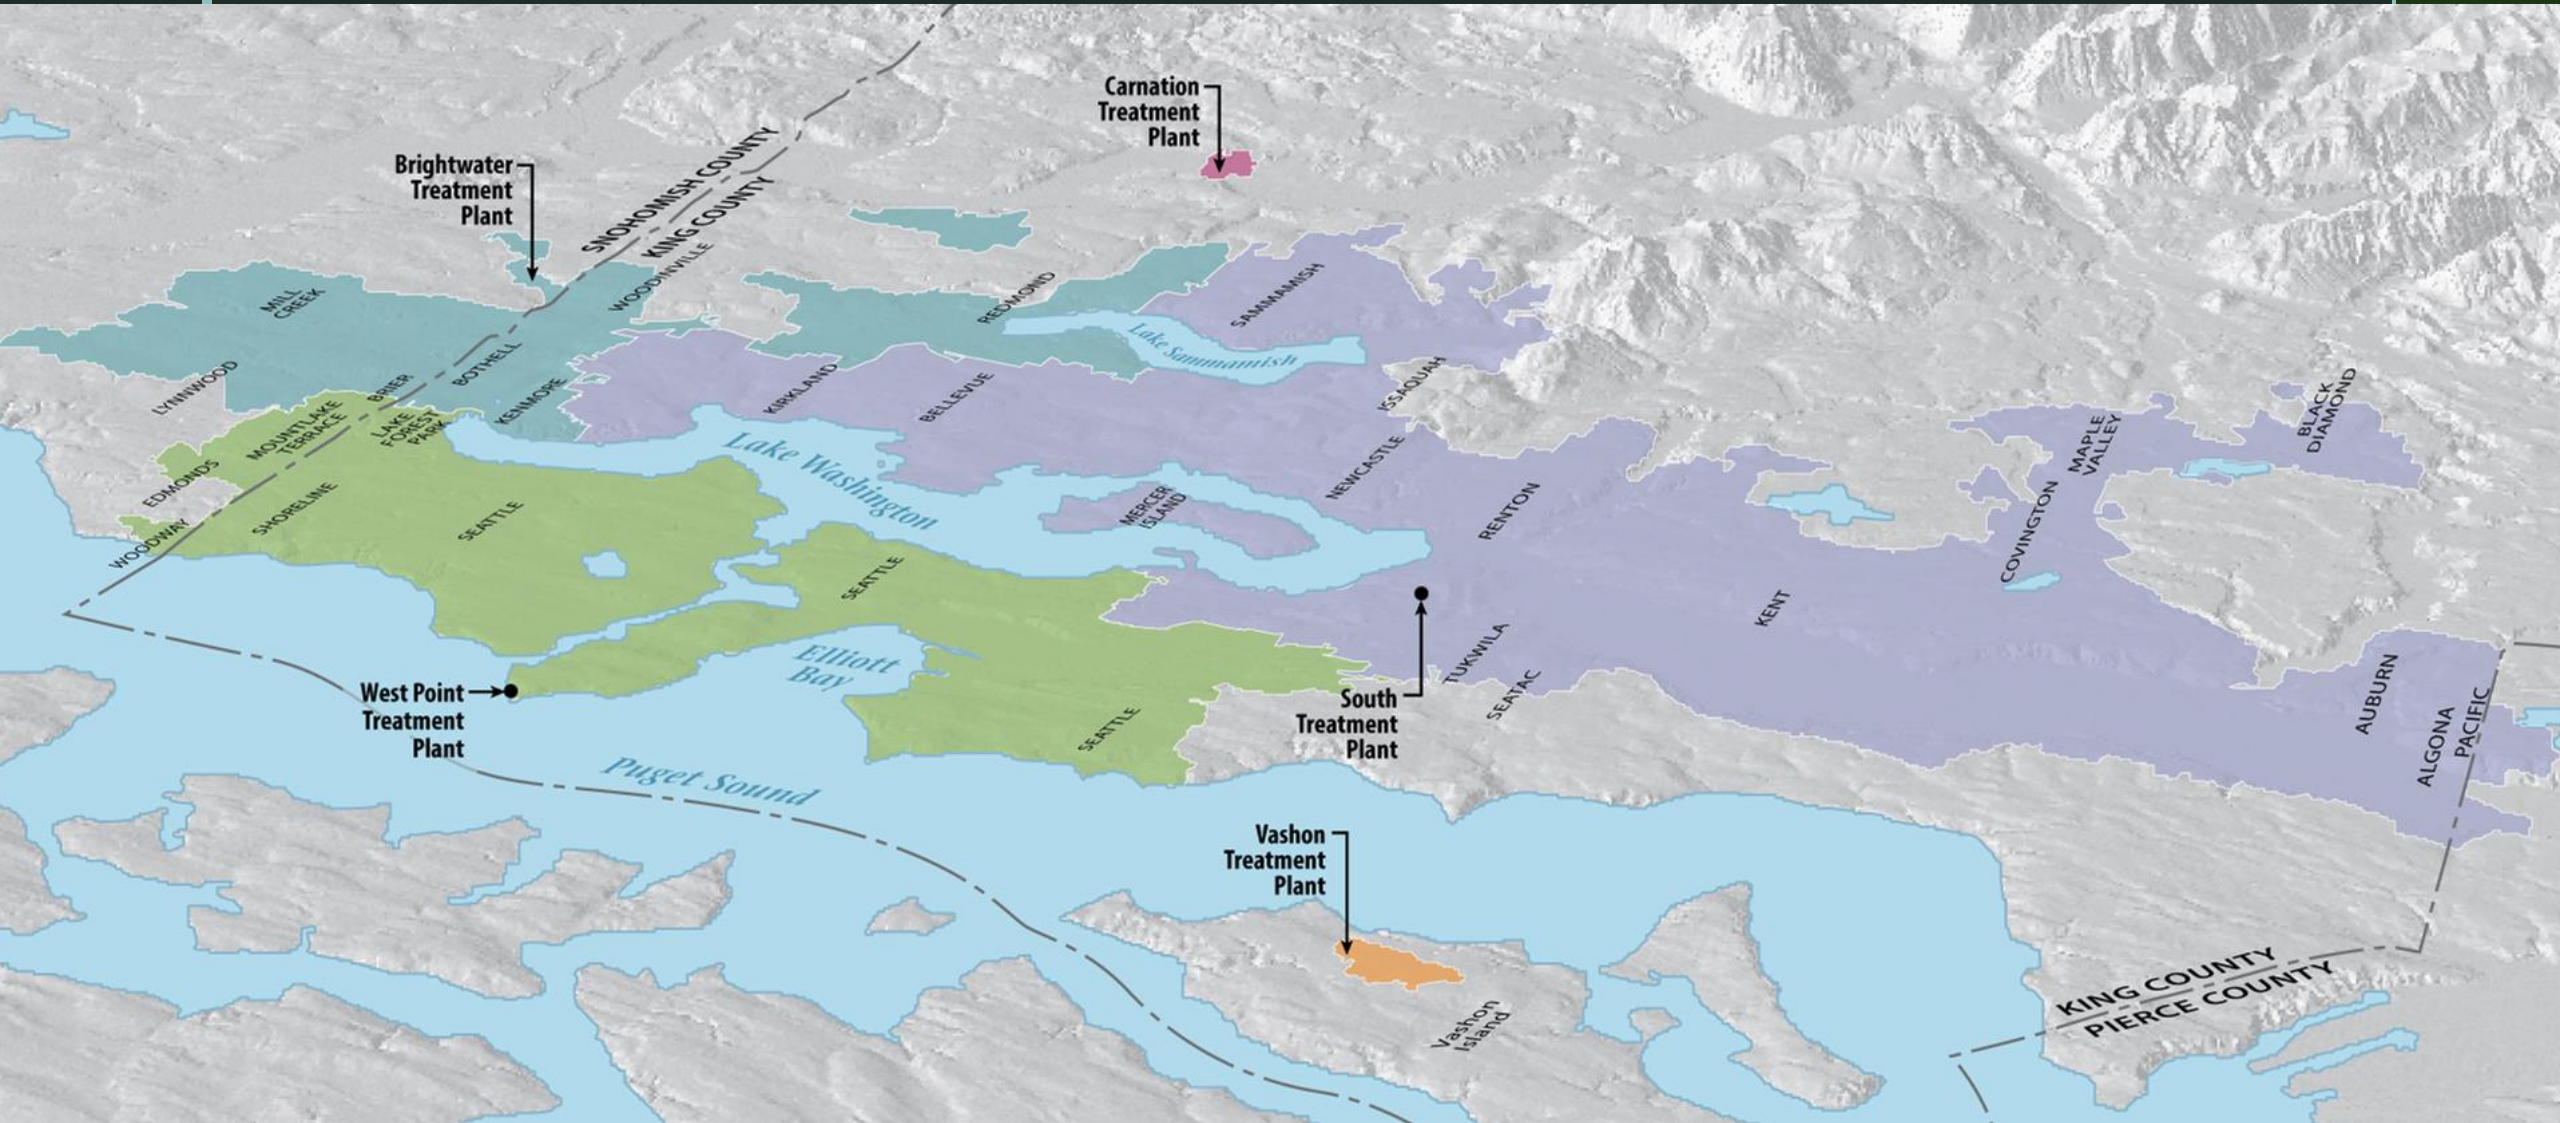 Carnation
Treatment
Plant
Brightwater
Treatment
Plant
SNOHOMISH COUNTY
KING COUNTY
WOODINVILLE
MILL
CREEK
REDMOND
SAMMAMISH
Lake Sammamish
LYNNWOOD
BRIER
BOTHELL
KENMORE
KIRKLAND
BELLEVUE
ISSAQUAH
BLACK
DIAMOND
MAPLE
VALLEY
MOUNTLAKE
TERRACE
LAKE
FOREST
PARK
Lake Washington
NEWCASTLE
EDMONDS
SHORELINE
SEATTLE
MERCER
ISLAND
RENTON
COVINGTON
WOODWAY
SEATTLE
KENT
Elliott
Bay
TUKWILA
SEATAC
West Point
Treatment
Plant
SEATTLE
South
Treatment
Plant
AUBURN
ALGONA
PACIFIC
Puget Sound
Vashon
Treatment
Plant
Vashon
Island
KING COUNTY
PIERCE COUNTY